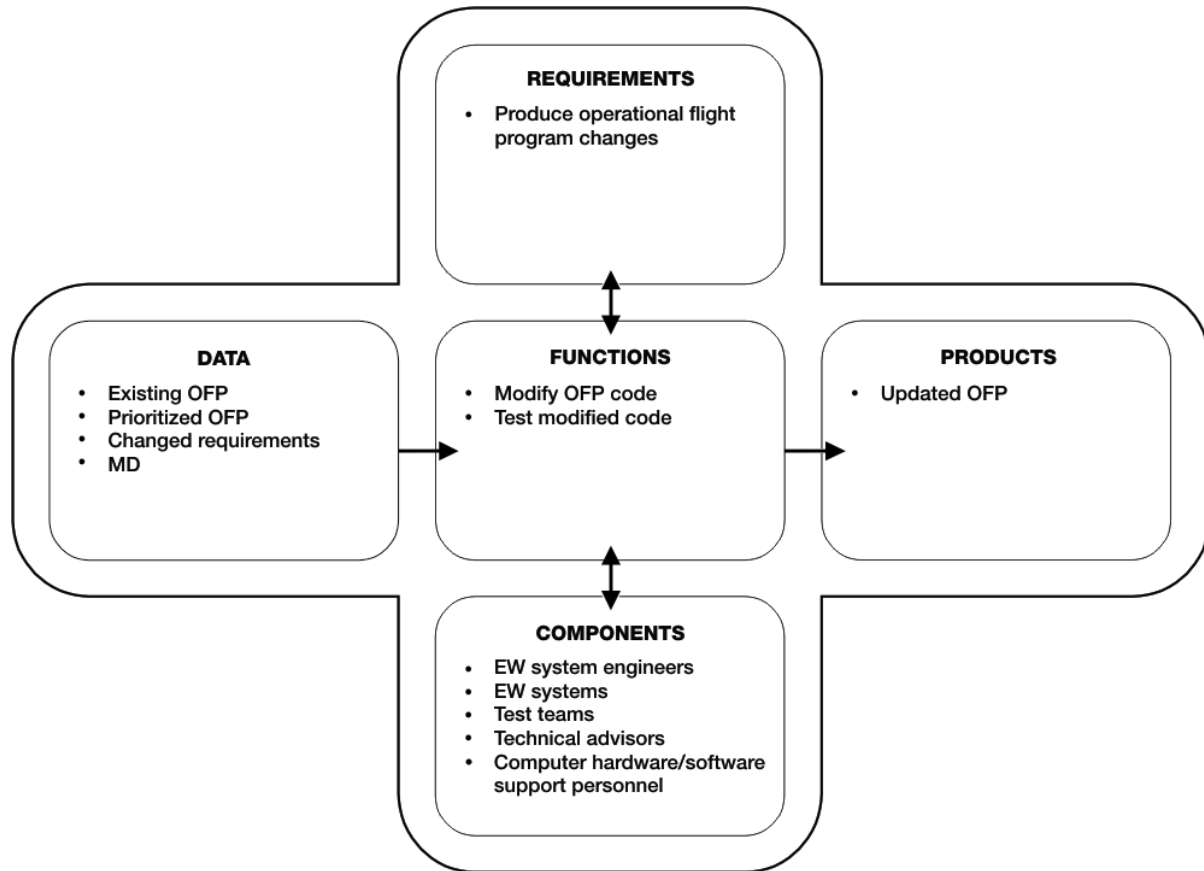 REQUIREMENTS
• Produce operational flight
program changes
DATA
• Existing OFP
• Prioritized OFP
• Changed requirements
• MD
FUNCTIONS
• Modify OFP code
• Test modified code
PRODUCTS
• Updated OFP
COMPONENTS
• EW system engineers
• EW systems
• Test teams
• Technical advisors
• Computer hardware/software
support personnel